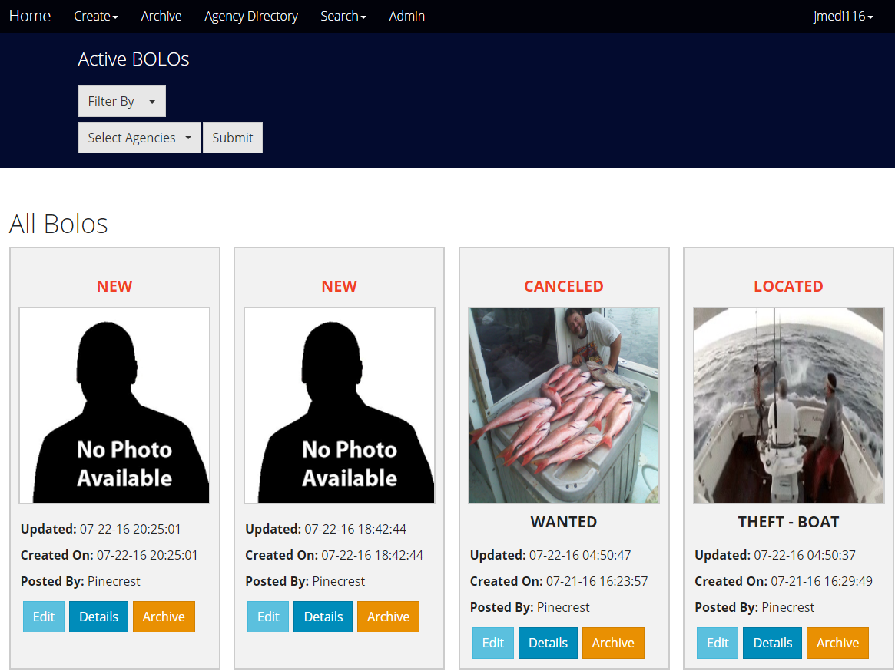 Home Create Archive Agency Directory Search Admin jmedi116
Active BOLOs
Filter By
Select Agencies Submit
All Bolos
NEW NEW CANCELED LOCATED
No Photo Available No Photo Available
WANTED THEFT - BOAT
Updated: 07-22-16 20:25:01 Updated: 07-22-16 18:42:44 Updated: 07-22-16 04:50:47 Updated: 07-22-16 04:50:37
Created On: 07-22-16 20:25:01 Created On: 07-22-16 18:42:44 Created On: 07-21-16 16:23:57 Created On: 07-21-16 16:29:49
Posted By: Pinecrest Posted By: Pinecrest Posted By: Pinecrest Posted By: Pinecrest
Edit Details Archive Edit Details Archive Edit Details Archive Edit Details Archive